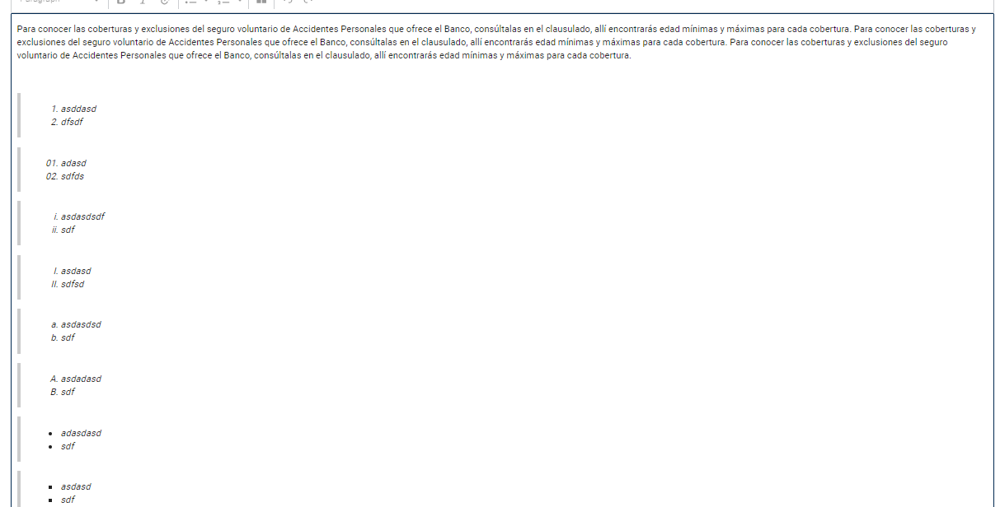 Para conocer las coberturas y exclusiones del seguro voluntario de Accidentes Personales que ofrece el Banco, consúltalas en el clausulado, allí encontrarás edad mínimas y máximas para cada cobertura. Para conocer las coberturas y
exclusiones del seguro voluntario de Accidentes Personales que ofrece el Banco, consúltalas en el clausulado, allí encontrarás edad mínimas y máximas para cada cobertura. Para conocer las coberturas y exclusiones del seguro
voluntario de Accidentes Personales que ofrece el Banco, consúltalas en el clausulado, allí encontrarás edad mínimas y máximas para cada cobertura.
1. asddasd
2. dfsdf
01. adasd
02. sdfds
i. asdasdsdf
ii. sdf
I. asdasd
II. sdfsd
a. asdasdsd
b. sdf
A. asdadasd
B. sdf
• adasdasd
• sdf
▪ asdasd
▪ sdf